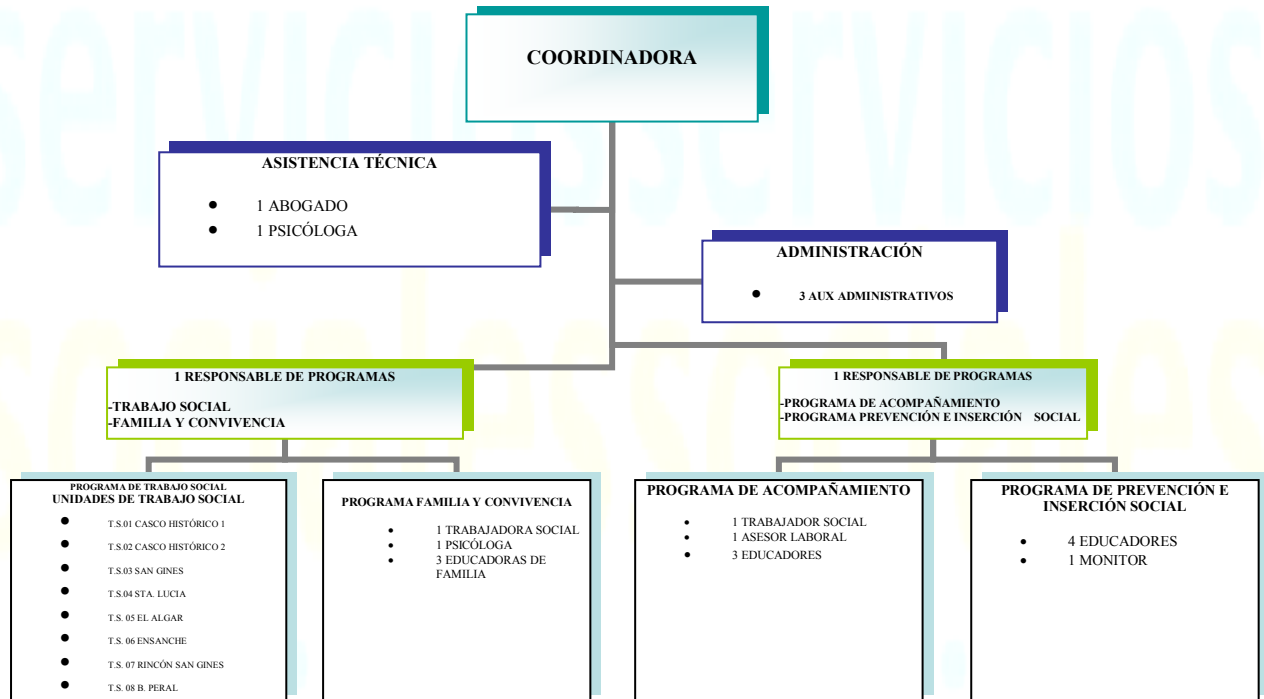 COORDINADORA
ASISTENCIA TÉCNICA
● 1 ABOGADO
● 1 PSICÓLOGA
ADMINISTRACIÓN
● 3 AUX ADMINISTRATIVOS
1 RESPONSABLE DE PROGRAMAS
-TRABAJO SOCIAL
-FAMILIA Y CONVIVENCIA
1 RESPONSABLE DE PROGRAMAS
-PROGRAMA DE ACOMPAÑAMIENTO
-PROGRAMA PREVENCIÓN E INSERCIÓN SOCIAL
PROGRAMA DE TRABAJO SOCIAL
UNIDADES DE TRABAJO SOCIAL
● T.S.01 CASCO HISTÓRICO 1
● T.S.02 CASCO HISTÓRICO 2
● T.S.03 SAN GINES
● T.S.04 STA. LUCIA
● T.S. 05 EL ALGAR
● T.S. 06 ENSANCHE
● T.S. 07 RINCÓN SAN GINES
● T.S. 08 B. PERAL
PROGRAMA FAMILIA Y CONVIVENCIA
● 1 TRABAJADORA SOCIAL
● 1 PSICÓLOGA
● 3 EDUCADORAS DE
FAMILIA
PROGRAMA DE ACOMPAÑAMIENTO
● 1 TRABAJADOR SOCIAL
● 1 ASESOR LABORAL
● 3 EDUCADORES
PROGRAMA DE PREVENCIÓN E
INSERCIÓN SOCIAL
● 4 EDUCADORES
● 1 MONITOR
serviciosservicios
socialessociales